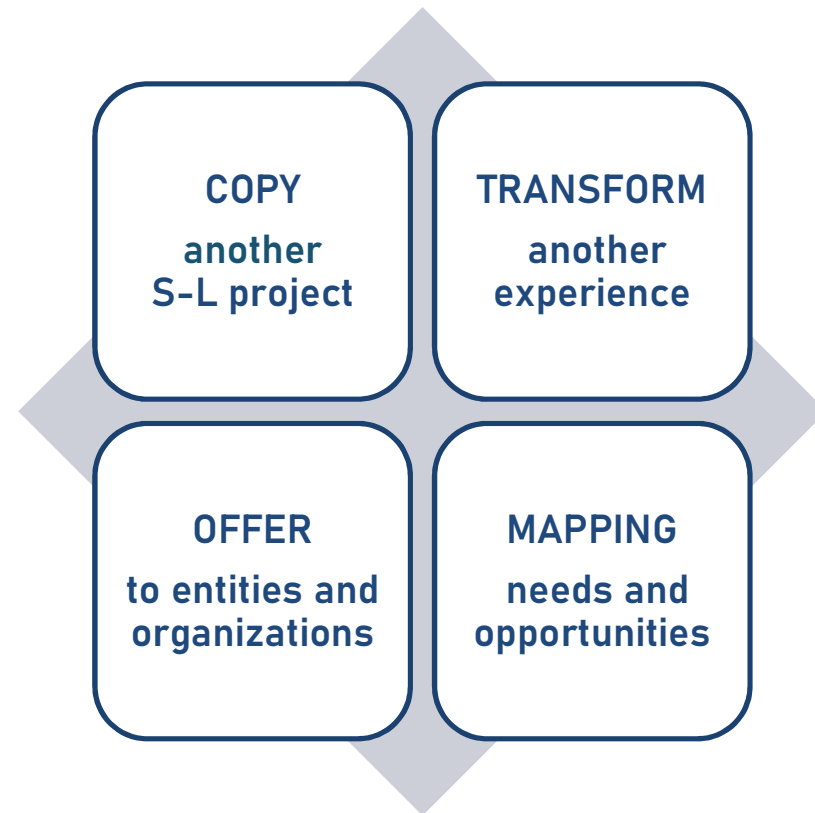 COPY
another
S-L project
TRANSFORM
another
experience
OFFER
to entities and
organizations
MAPPING
needs and
opportunities